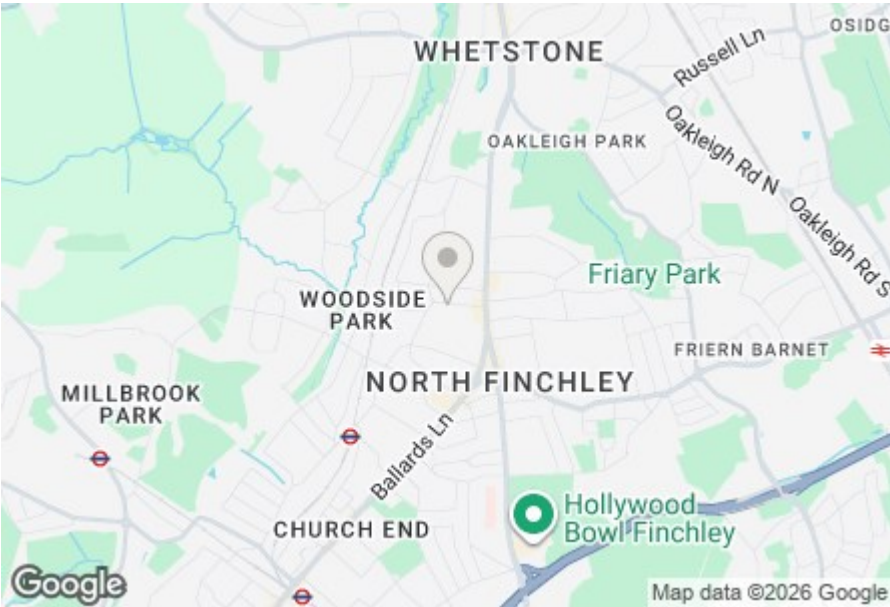 WHETSTONE
OSIDG
Russell Ln
OAKLEIGH PARK
Oakleigh Rd N
Oakleigh Rd S
Friary Park
WOODSIDE
PARK
FRIERN BARNET
NORTH FINCHLEY
MILLBROOK
PARK
Ballards Ln
Hollywood
Bowl Finchley
CHURCH END
Google
Map data ©2026 Google